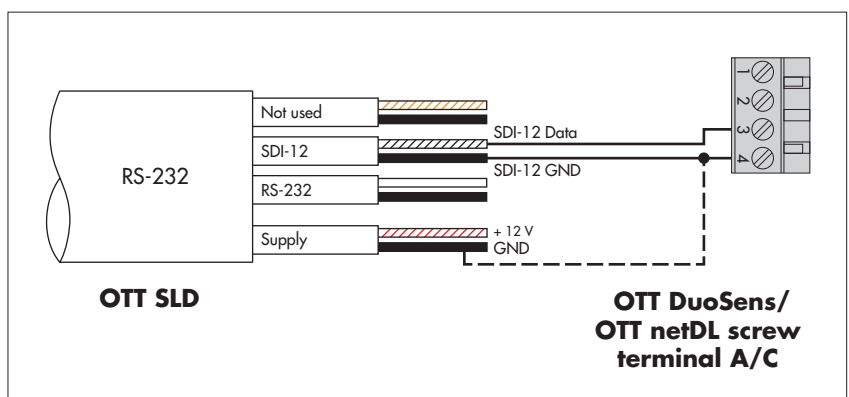 Not used
SDI-12
RS-232
Supply
RS-232
SDI-12 Data
SDI-12 GND
+ 12 V
GND
1
2
3
4
OTT SLD
OTT DuoSens/
OTT netDL screw
terminal A/C